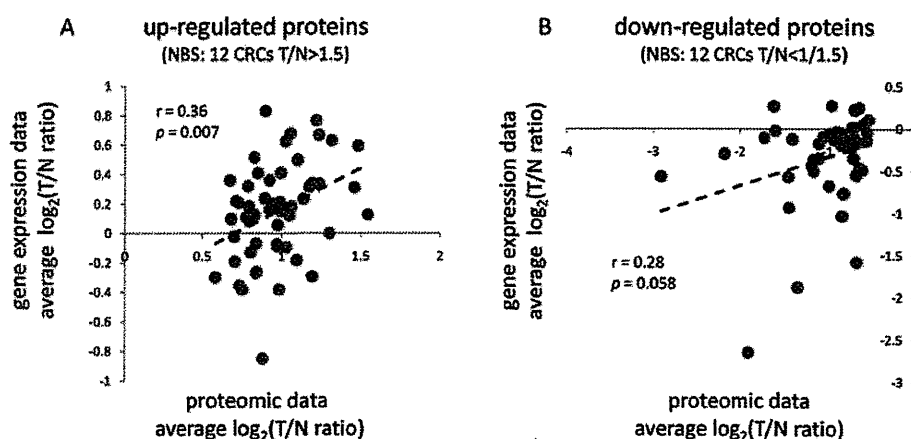 A
up-regulated proteins
(NBS: 12 CRCs T/N>1.5)
gene expression data
average log2(T/N ratio)
1
0.8
0.6
0.4
0.2
0
-0.2
-0.4
-0.6
-0.8
-1
r = 0.36
p = 0.007
0
0.5
1
1.5
2
proteomic data
average log2(T/N ratio)
B
down-regulated proteins
(NBS: 12 CRCs T/N<1/1.5)
gene expression data
average log2(T/N ratio)
-4
-3
-2
-1
0.5
0
-0.5
-1
-1.5
-2
-2.5
-3
r = 0.28
p = 0.058
proteomic data
average log2(T/N ratio)